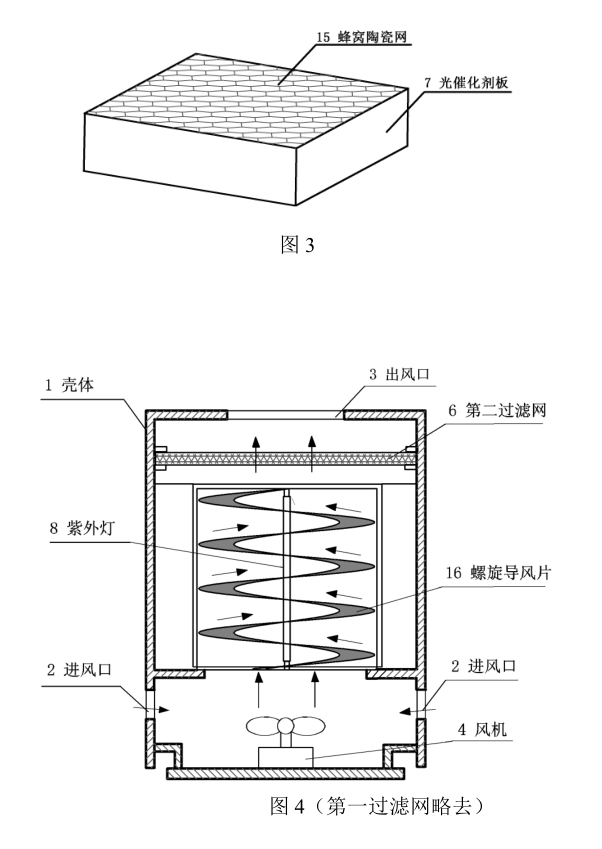 15 蜂窝陶瓷网
7 光催化剂板
图 3
3 出风口
1 壳体
6 第二过滤网
8 紫外灯
16 螺旋导风片
2 进风口
2 进风口
4 风机
图 4（第一过滤网略去）